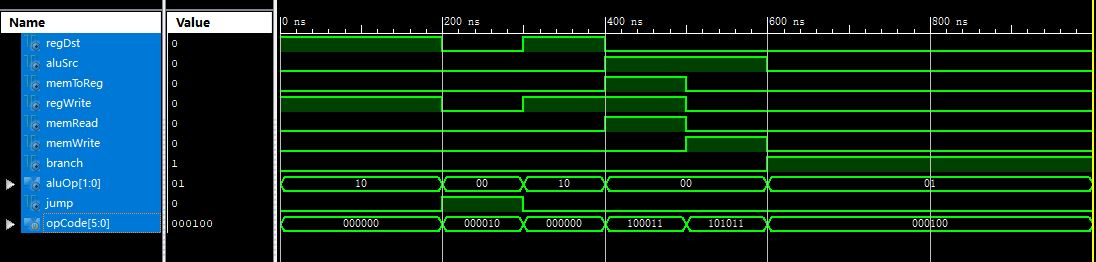 Name Value 0 ns 200 ns 400 ns 600 ns 800 ns
regDst 0
aluSrc 0
memToReg 0
regWrite 0
memRead 0
memWrite 0
branch 1
aluOp[1:0] 01 10 00 10 00 01
jump 0
opCode[5:0] 000100 000000 000010 000000 100011 101011 000100